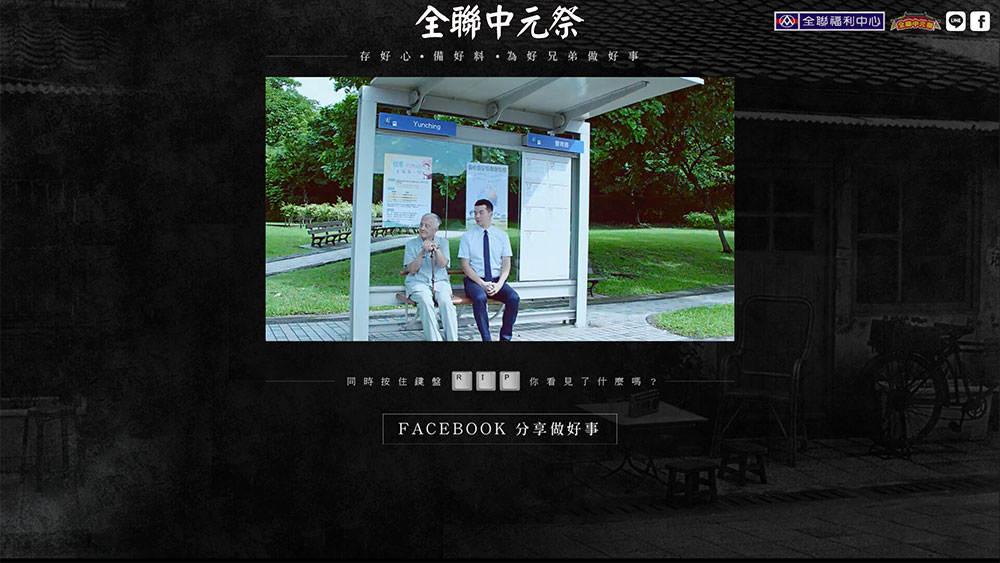 全聯中元祭
全聯福利中心
全聯中元祭
LINE
存好心•備好料•為好兄弟做好事
Yunching
同時按住鍵盤 R I P 你看見了什麼嗎？
FACEBOOK 分享做好事